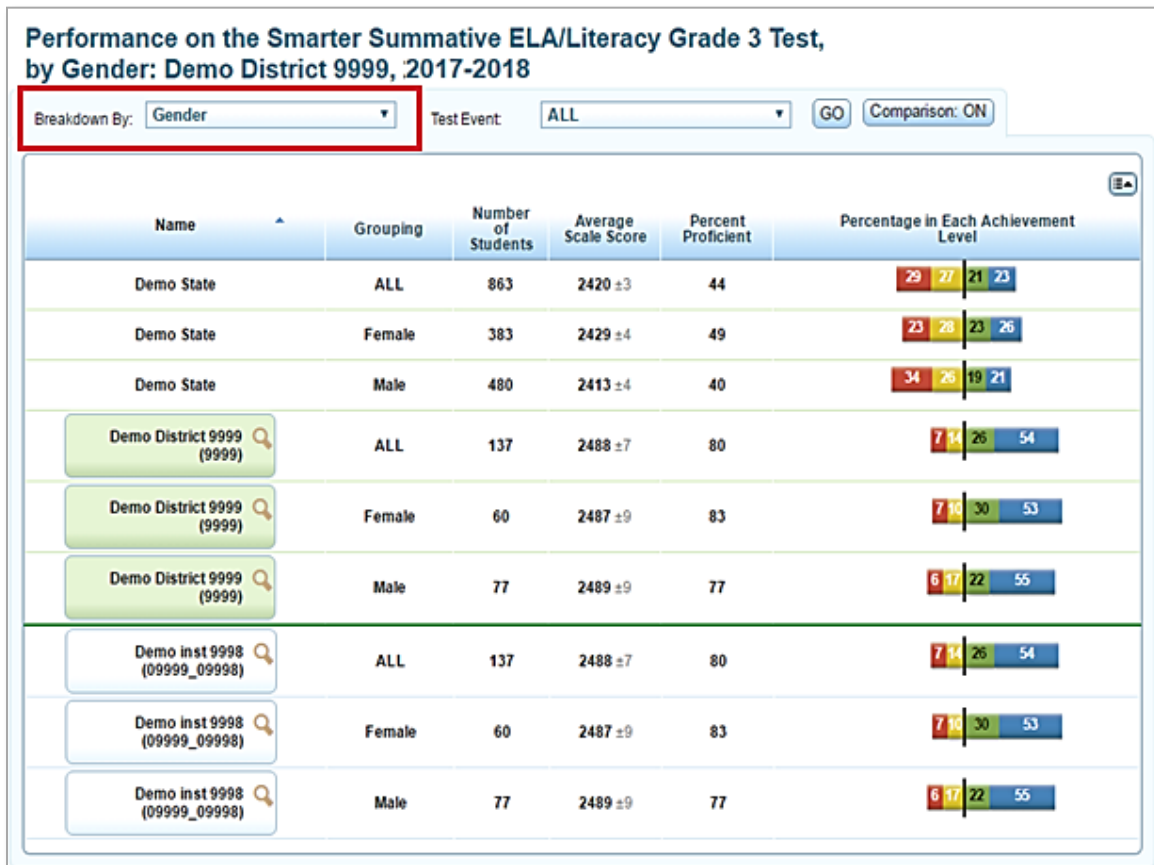 Performance on the Smarter Summative ELA/Literacy Grade 3 Test,
by Gender: Demo District 9999, 2017-2018
Breakdown By: Gender Test Event: ALL GO Comparison: ON
Name Grouping Number of Students Average Scale Score Percent Proficient Percentage in Each Achievement Level
Demo State ALL 863 2420 ±3 44 29 27 21 23
Demo State Female 383 2429 ±4 49 23 28 23 26
Demo State Male 480 2413 ±4 40 34 26 19 21
Demo District 9999 (9999) ALL 137 2488 ±7 80 7 14 26 54
Demo District 9999 (9999) Female 60 2487 ±9 83 7 10 30 53
Demo District 9999 (9999) Male 77 2489 ±9 77 6 17 22 55
Demo inst 9998 (09999_09998) ALL 137 2488 ±7 80 7 14 26 54
Demo inst 9998 (09999_09998) Female 60 2487 ±9 83 7 10 30 53
Demo inst 9998 (09999_09998) Male 77 2489 ±9 77 6 17 22 55